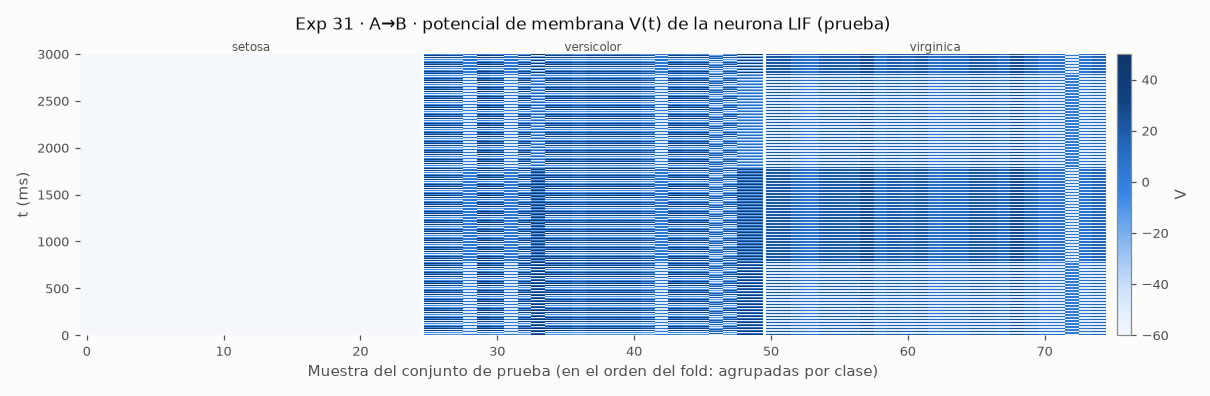 Exp 31 · A→B · potencial de membrana V(t) de la neurona LIF (prueba)
setosa versicolor virginica
3000
2500
2000
1500
1000
500
0
t (ms)
0 10 20 30 40 50 60 70
Muestra del conjunto de prueba (en el orden del fold: agrupadas por clase)
40
20
0
−20
−40
−60
V